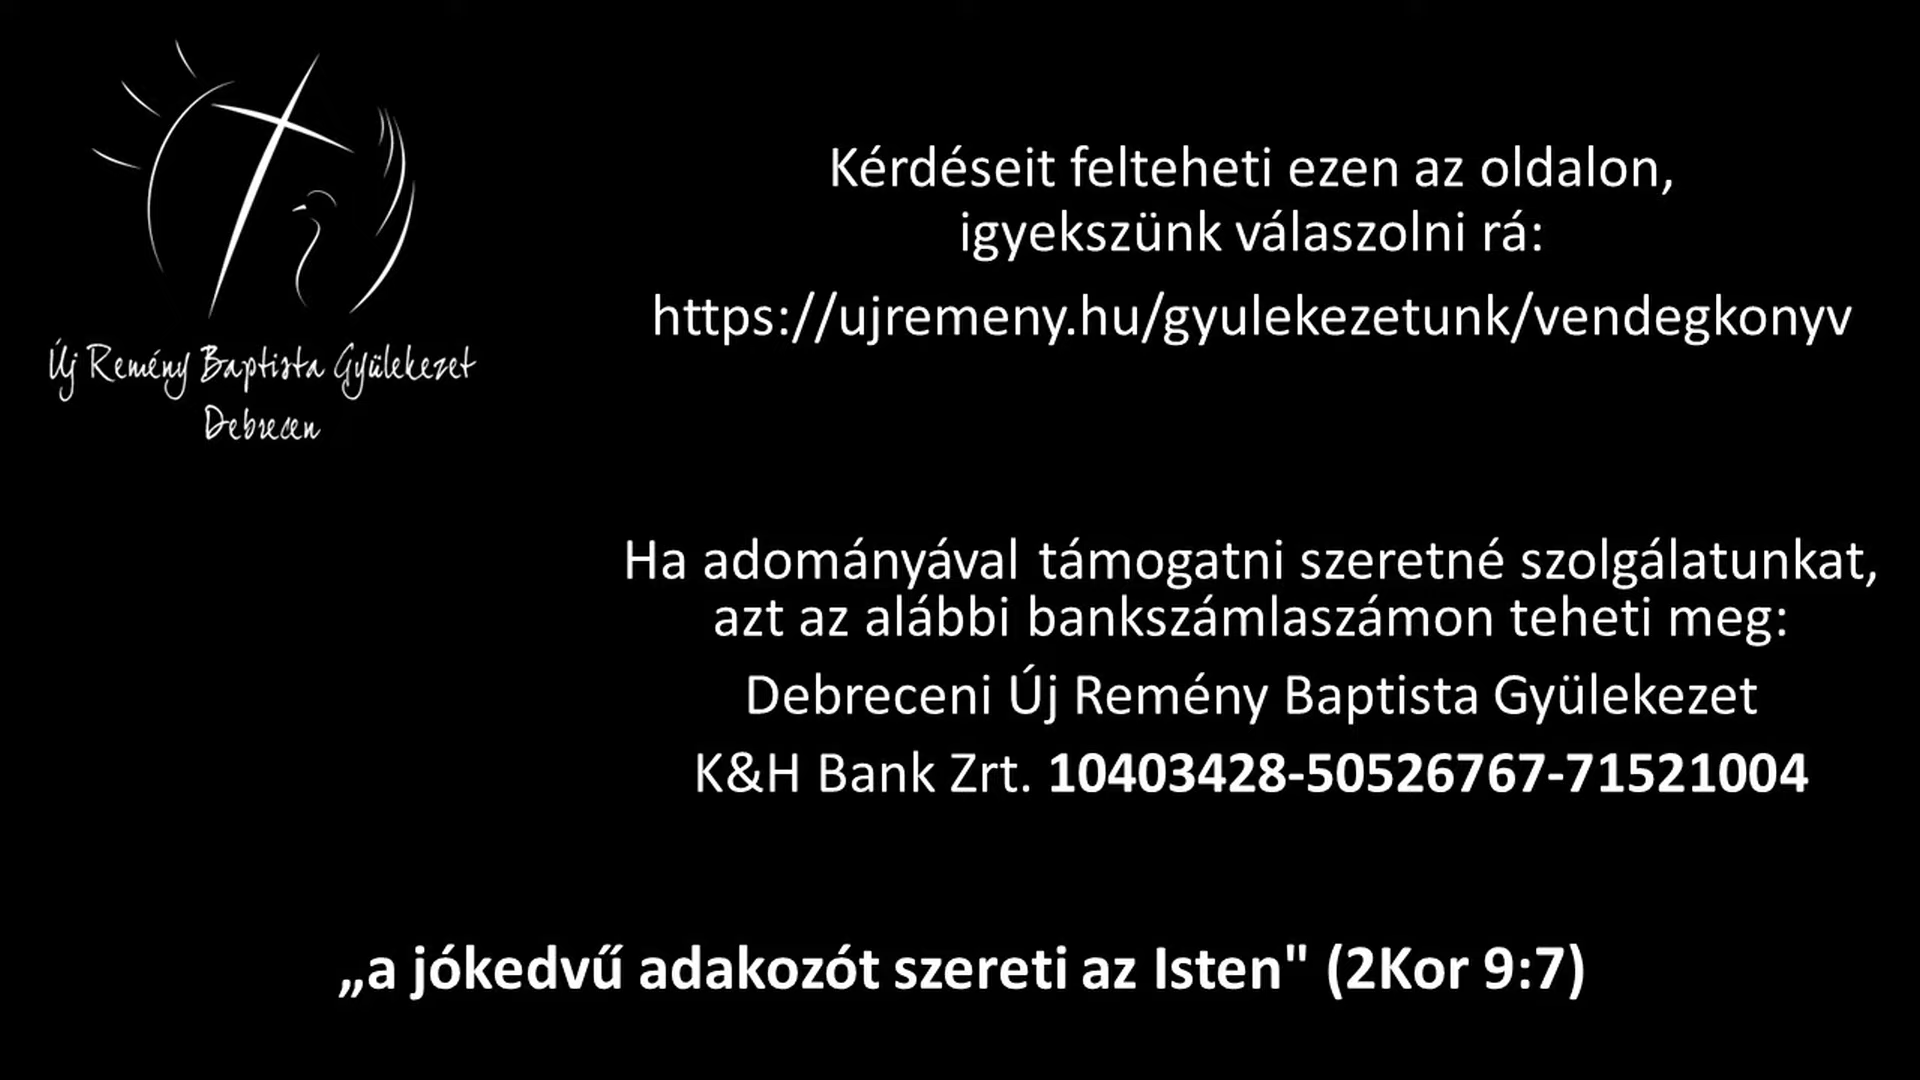 Új Remény Baptista Gyülekezet
Debrecen
Kérdéseit felteheti ezen az oldalon,
igyekszünk válaszolni rá:
https://ujremeny.hu/gyulekezetunk/vendegkonyv
Ha adományával támogatni szeretné szolgálatunkat,
azt az alábbi bankszámlaszámon teheti meg:
Debreceni Új Remény Baptista Gyülekezet
K&H Bank Zrt. 10403428-50526767-71521004
„a jókedvű adakozót szereti az Isten" (2Kor 9:7)